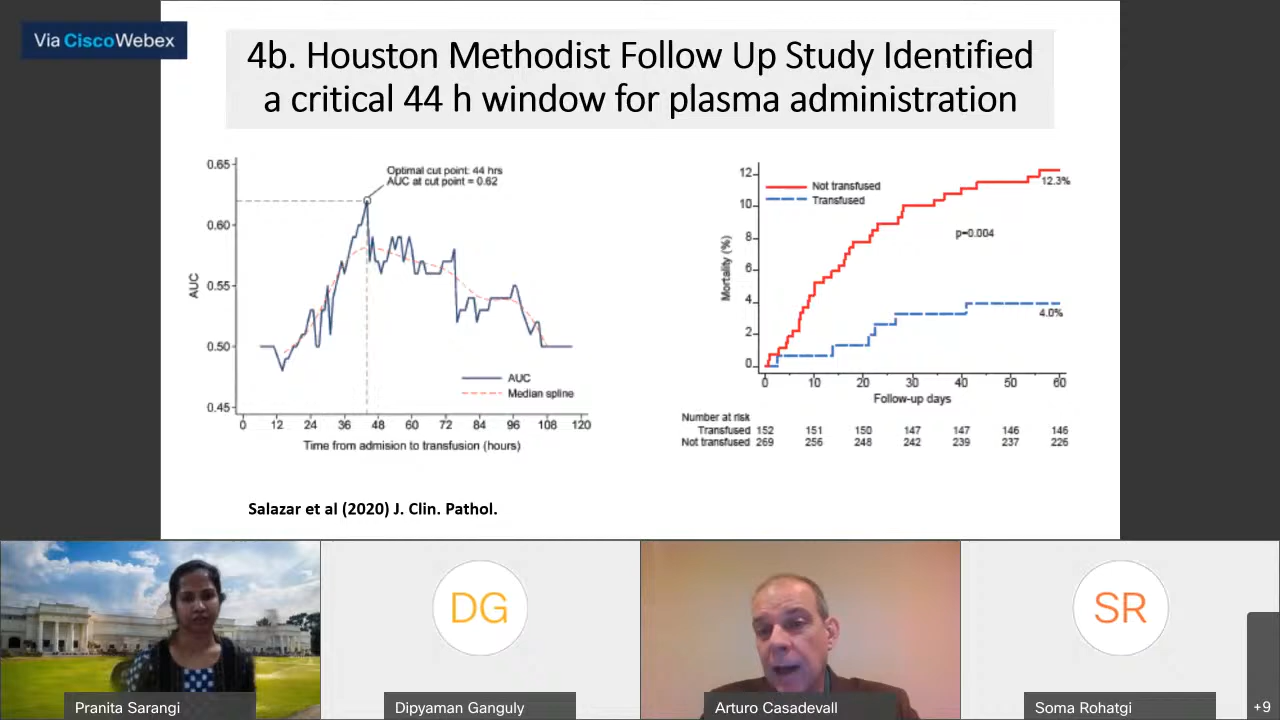 Via CiscoWebex
4b. Houston Methodist Follow Up Study Identified
a critical 44 h window for plasma administration
Optimal cut point: 44 hrs
AUC at cut point = 0.62
0.65
0.60
0.55
0.50
0.45
AUC
AUC
Median spline
0 12 24 36 48 60 72 84 96 108 120
Time from admision to transfusion (hours)
12
10
8
6
4
2
0
Mortality (%)
Not transfused
Transfused
12.3%
p=0.004
4.0%
0 10 20 30 40 50 60
Follow-up days
Number at risk
Transfused 152 151 150 147 147 146 146
Not transfused 269 256 248 242 239 237 226
Salazar et al (2020) J. Clin. Pathol.
DG
SR
Pranita Sarangi
Dipyaman Ganguly
Arturo Casadevall
Soma Rohatgi
+9